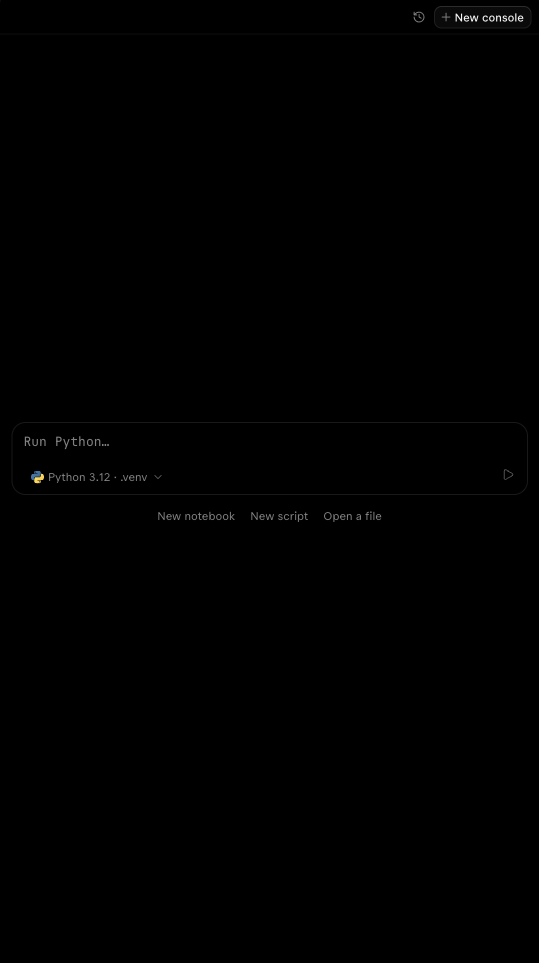 New console
Run Python…
Python 3.12 · .venv
New notebook New script Open a file